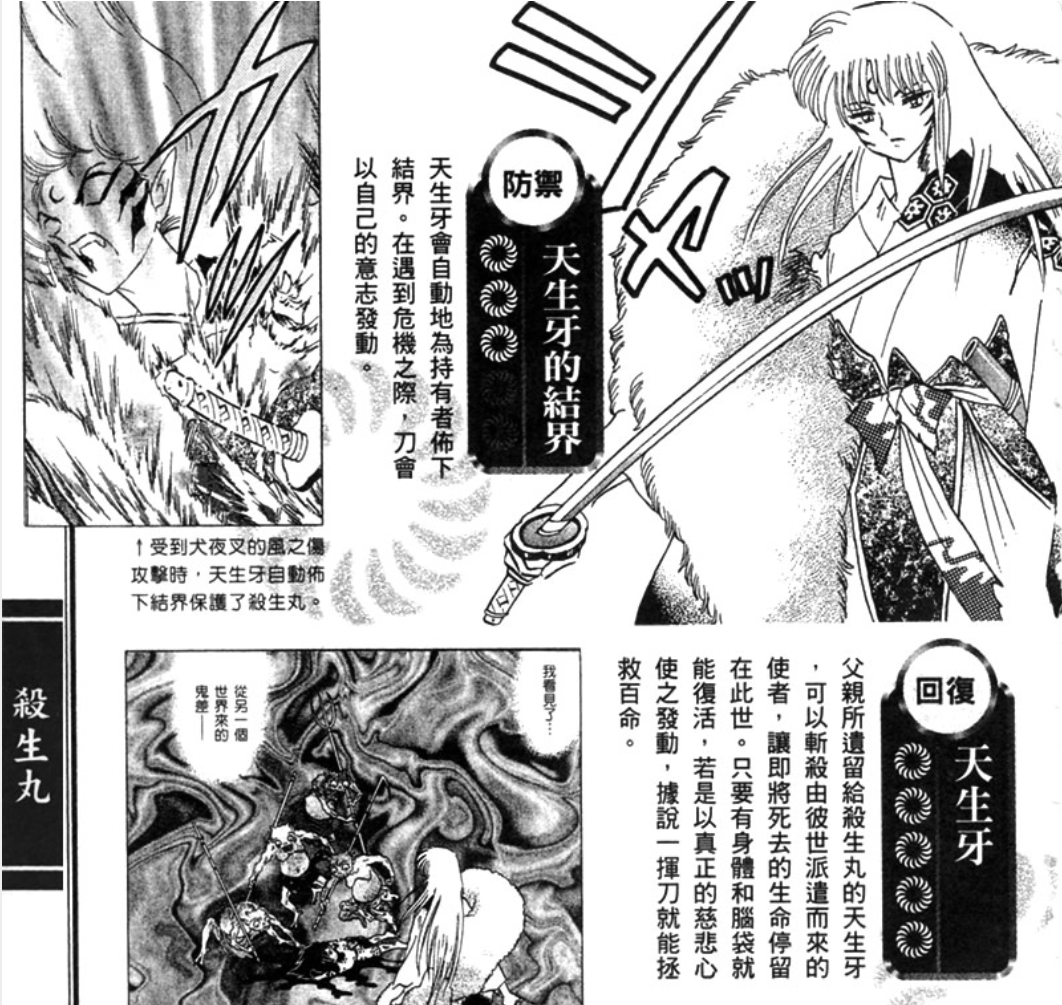 防禦
天生牙的結界
天生牙會自動地為持有者佈下
結界。在遇到危機之際，刀會
以自己的意志發動。
↑受到犬夜叉的風之傷
攻擊時，天生牙自動佈
下結界保護了殺生丸。
回復
天生牙
父親所遺留給殺生丸的天生牙
，可以斬殺由彼世派遣而來的
使者，讓即將死去的生命停留
在此世。只要有身體和腦袋就
能復活，若是以真正的慈悲心
使之發動，據說一揮刀就能拯
救百命。
我看見了…
從另一個
世界來的
鬼差──
殺生丸